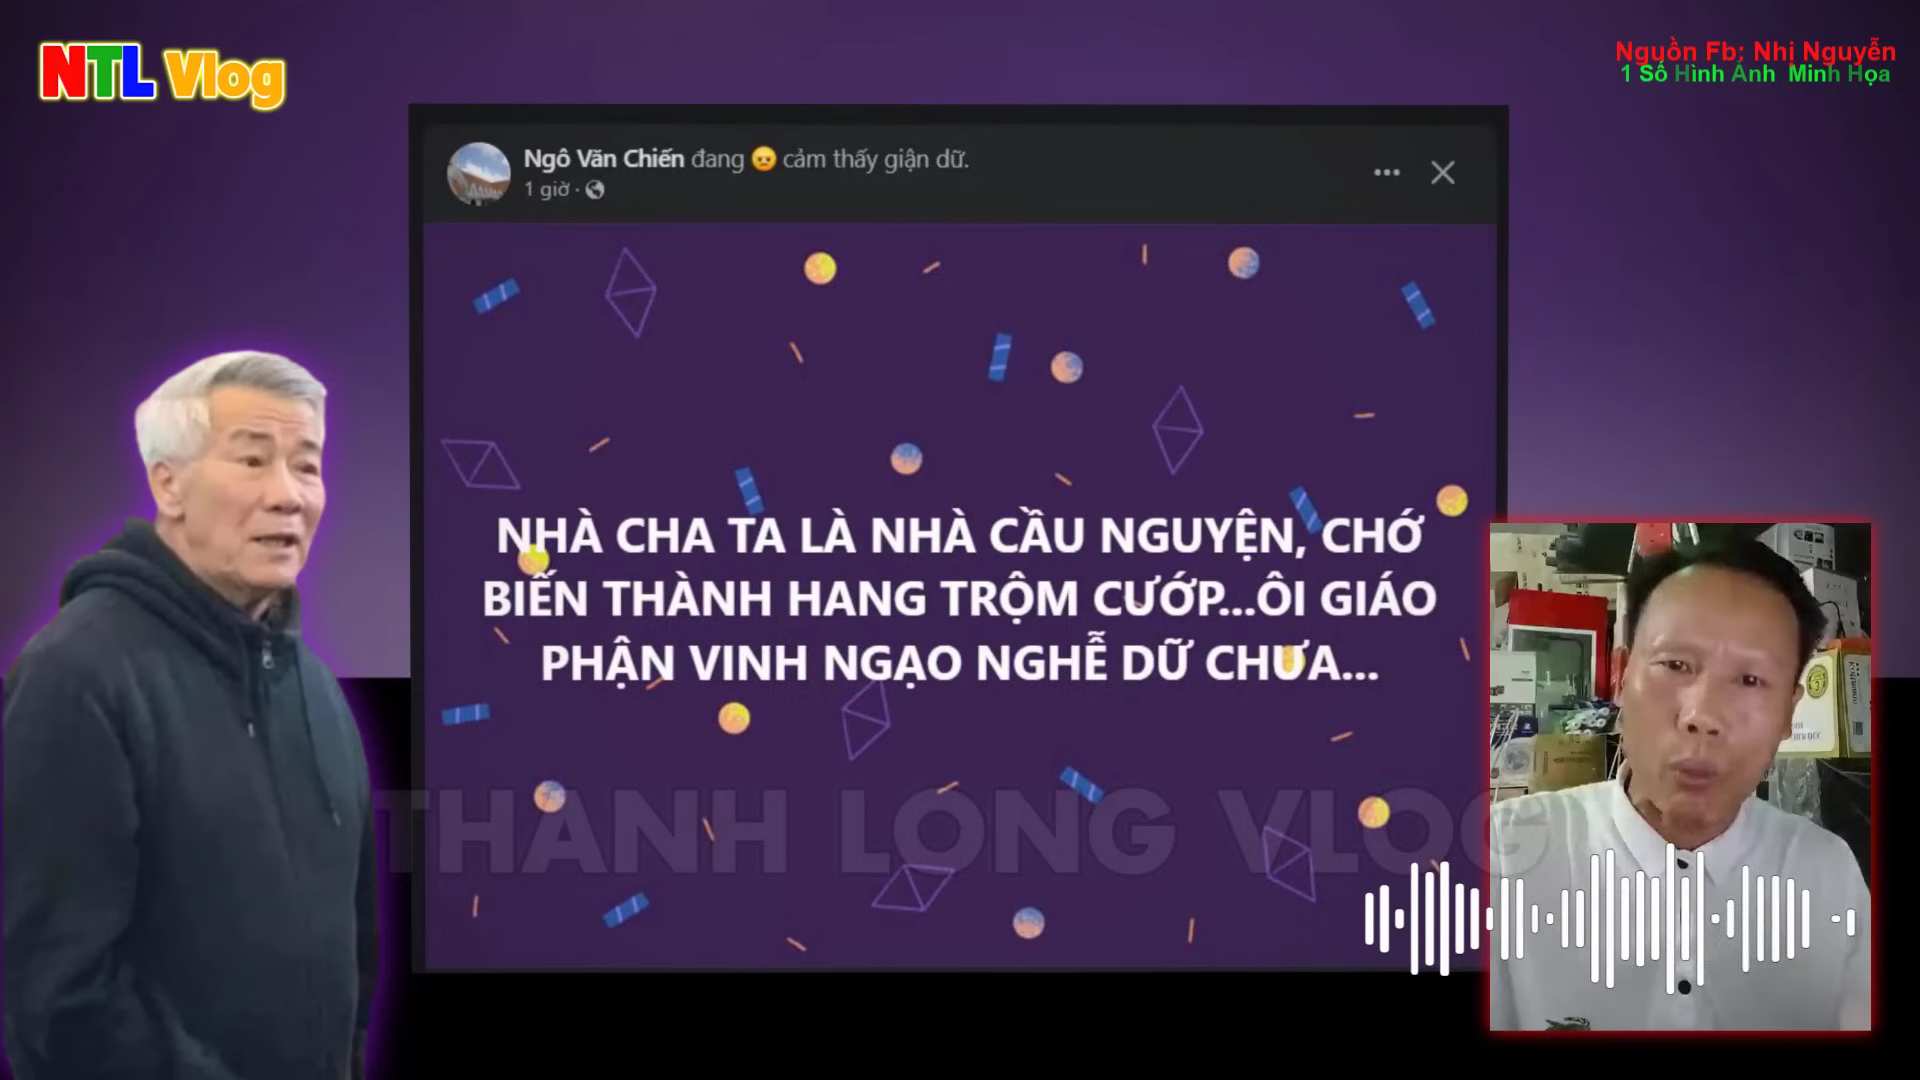 NTL Vlog
Nguồn Fb: Nhị Nguyễn
1 Số Hình Ảnh Minh Họa
Ngô Văn Chiến đang 😠 cảm thấy giận dữ.
1 giờ ·
NHÀ CHA TA LÀ NHÀ CẦU NGUYỆN, CHỚ
BIẾN THÀNH HANG TRỘM CƯỚP...ÔI GIÁO
PHẬN VINH NGẠO NGHỄ DỮ CHƯA...
THANH LONG VLOG